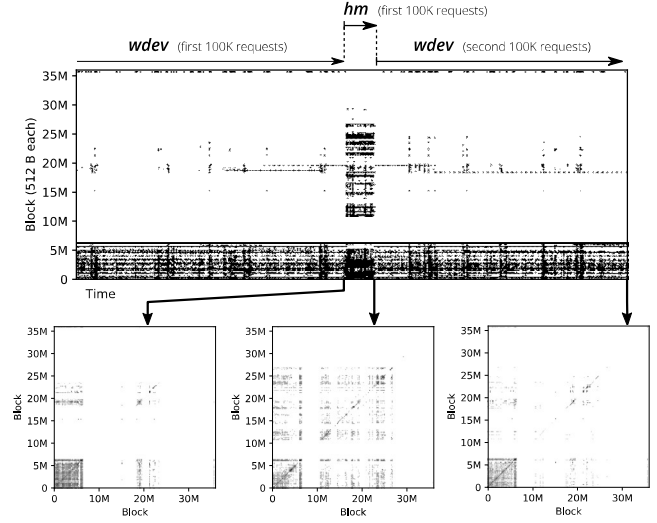 hm (first 100K requests)
wdev (first 100K requests)
wdev (second 100K requests)
35M
30M
25M
20M
15M
10M
5M
0
Block (512 B each)
Time
35M
30M
25M
20M
15M
10M
5M
0
Block
0 10M 20M 30M
Block
35M
30M
25M
20M
15M
10M
5M
0
Block
0 10M 20M 30M
Block
35M
30M
25M
20M
15M
10M
5M
0
Block
0 10M 20M 30M
Block